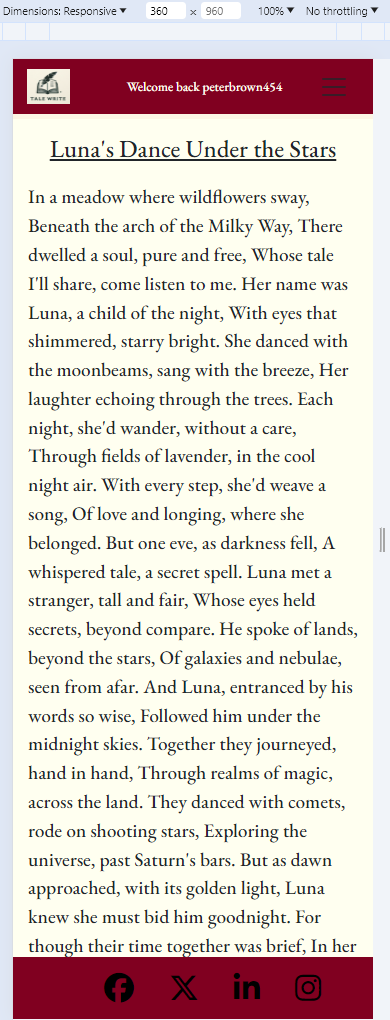 Dimensions: Responsive ▼ 360 x 960 100% ▼ No throttling ▼
TALE WRITE
Welcome back peterbrown454
Luna's Dance Under the Stars
In a meadow where wildflowers sway,
Beneath the arch of the Milky Way, There
dwelled a soul, pure and free, Whose tale
I'll share, come listen to me. Her name was
Luna, a child of the night, With eyes that
shimmered, starry bright. She danced with
the moonbeams, sang with the breeze, Her
laughter echoing through the trees. Each
night, she'd wander, without a care,
Through fields of lavender, in the cool
night air. With every step, she'd weave a
song, Of love and longing, where she
belonged. But one eve, as darkness fell, A
whispered tale, a secret spell. Luna met a
stranger, tall and fair, Whose eyes held
secrets, beyond compare. He spoke of lands,
beyond the stars, Of galaxies and nebulae,
seen from afar. And Luna, entranced by his
words so wise, Followed him under the
midnight skies. Together they journeyed,
hand in hand, Through realms of magic,
across the land. They danced with comets,
rode on shooting stars, Exploring the
universe, past Saturn's bars. But as dawn
approached, with its golden light, Luna
knew she must bid him goodnight. For
though their time together was brief, In her